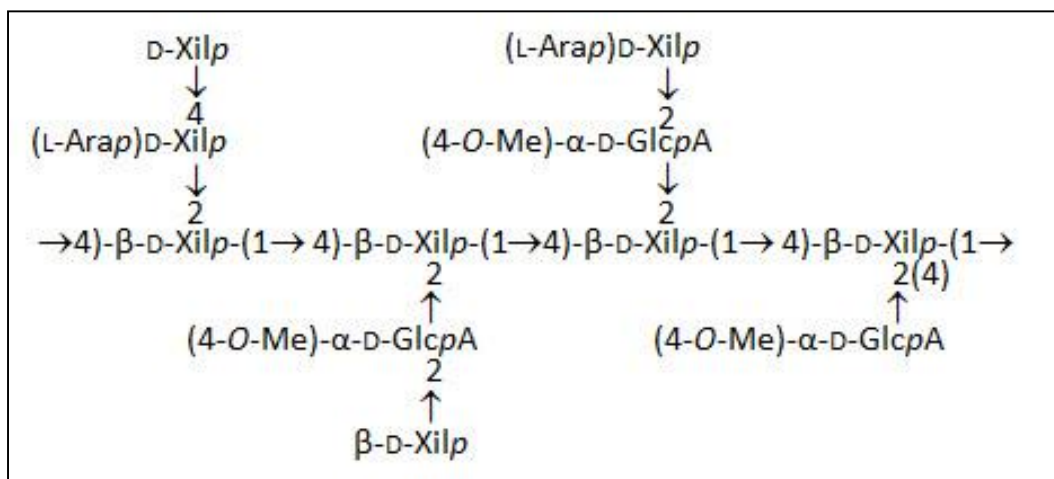 D-Xilp (L-Arap)D-Xilp
↓ ↓
4 2
(L-Arap)D-Xilp (4-O-Me)-α-D-GlcpA
↓ ↓
2 2
→4)-β-D-Xilp-(1→ 4)-β-D-Xilp-(1→4)-β-D-Xilp-(1→ 4)-β-D-Xilp-(1→
2 2(4)
↑ ↑
(4-O-Me)-α-D-GlcpA (4-O-Me)-α-D-GlcpA
2
↑
β-D-Xilp